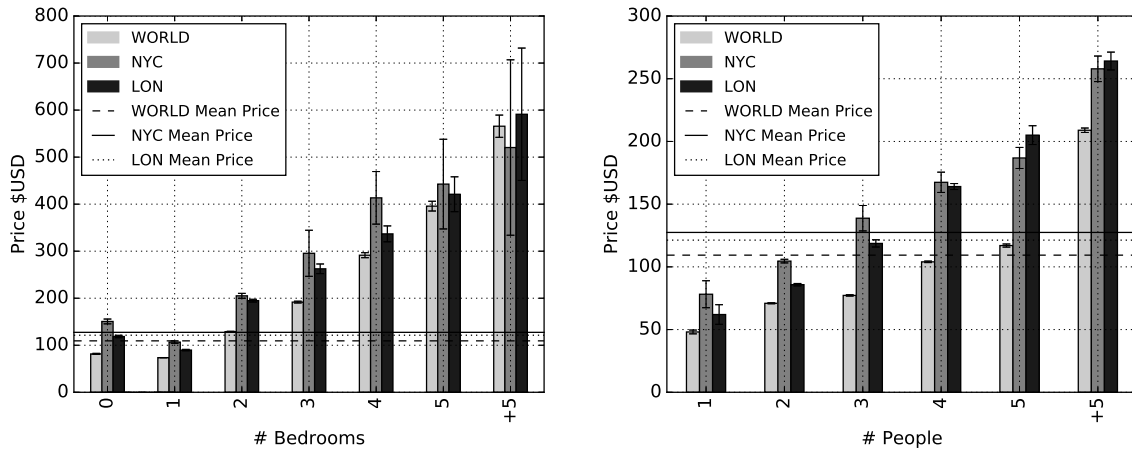 800
700
600
500
400
300
200
100
0
Price $USD
WORLD
NYC
LON
WORLD Mean Price
NYC Mean Price
LON Mean Price
0
1
2
3
4
5
+5
# Bedrooms
300
250
200
150
100
50
0
Price $USD
WORLD
NYC
LON
WORLD Mean Price
NYC Mean Price
LON Mean Price
1
2
3
4
5
+5
# People